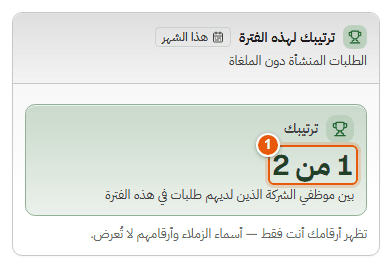 ترتيبك لهذه الفترة
هذا الشهر
الطلبات المنشأة دون الملغاة
ترتيبك
1
1 من 2
بين موظفي الشركة الذين لديهم طلبات في هذه الفترة
تظهر أرقامك أنت فقط — أسماء الزملاء وأرقامهم لا تُعرض.